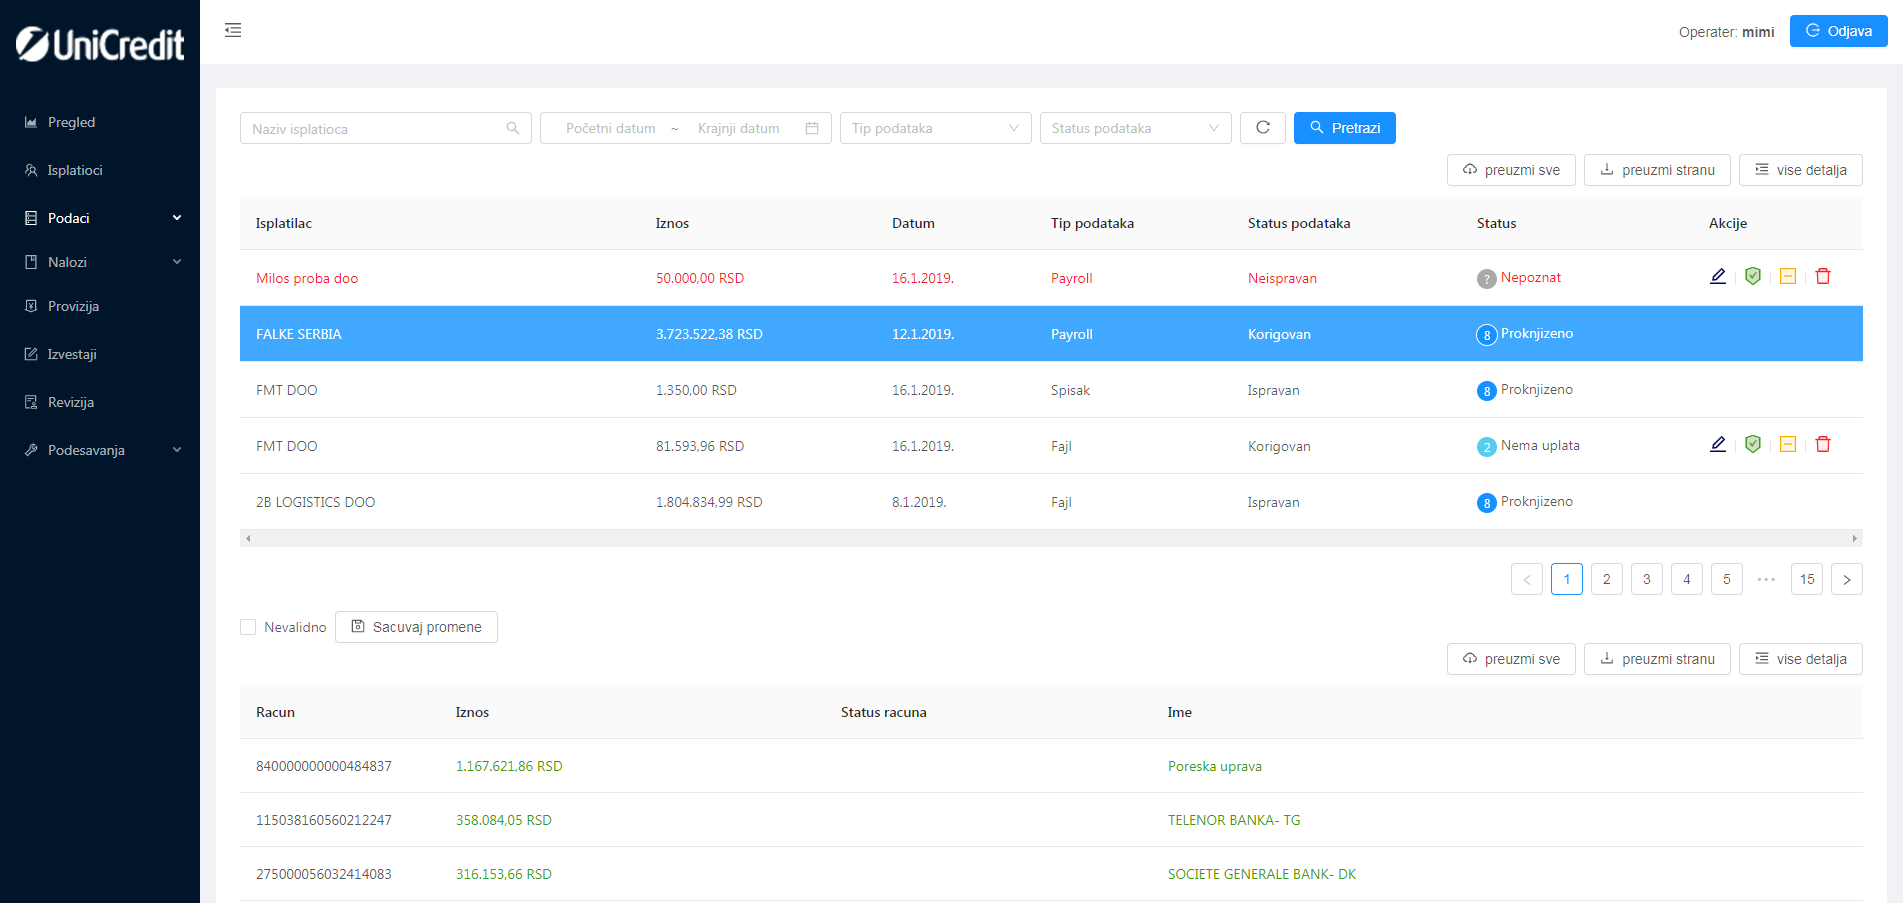 UniCredit
Operater: mimi
Odjava
Pregled
Isplatioci
Podaci
Nalozi
Provizija
Izvestaji
Revizija
Podesavanja
Naziv isplatioca
Početni datum ~ Krajnji datum
Tip podataka
Status podataka
Pretrazi
preuzmi sve
preuzmi stranu
vise detalja
Isplatilac Iznos Datum Tip podataka Status podataka Status Akcije
Milos proba doo 50.000,00 RSD 16.1.2019. Payroll Neispravan ? Nepoznat
FALKE SERBIA 3.723.522,38 RSD 12.1.2019. Payroll Korigovan 8 Proknjizeno
FMT DOO 1.350,00 RSD 16.1.2019. Spisak Ispravan 8 Proknjizeno
FMT DOO 81.593,96 RSD 16.1.2019. Fajl Korigovan 2 Nema uplata
2B LOGISTICS DOO 1.804.834,99 RSD 8.1.2019. Fajl Ispravan 8 Proknjizeno
< 1 2 3 4 5 ••• 15 >
Nevalidno
Sacuvaj promene
preuzmi sve
preuzmi stranu
vise detalja
Racun Iznos Status racuna Ime
840000000000484837 1.167.621,86 RSD Poreska uprava
115038160560212247 358.084,05 RSD TELENOR BANKA- TG
275000056032414083 316.153,66 RSD SOCIETE GENERALE BANK- DK